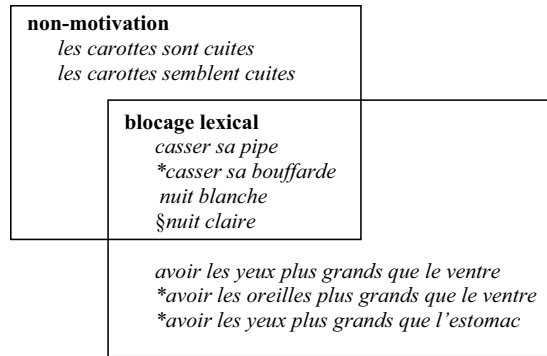 non-motivation
les carottes sont cuites
les carottes semblent cuites
blocage lexical
casser sa pipe
*casser sa bouffarde
nuit blanche
§nuit claire
avoir les yeux plus grands que le ventre
*avoir les oreilles plus grands que le ventre
*avoir les yeux plus grands que l'estomac